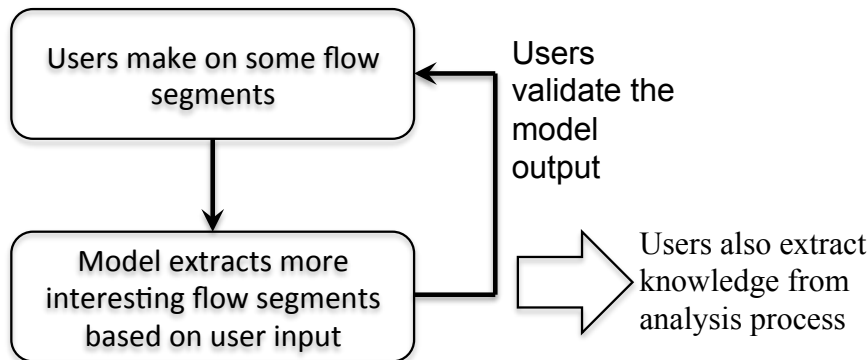 Users make on some flow
segments
Users
validate the
model
output
Model extracts more
interesting flow segments
based on user input
Users also extract
knowledge from
analysis process